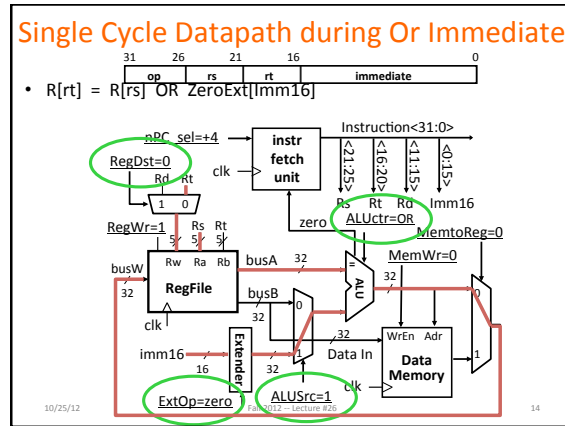 Single Cycle Datapath during Or Immediate
31 26 21 16 0
op rs rt immediate
• R[rt] = R[rs] OR ZeroExt[Imm16]
nPC_sel=+4
instr fetch unit
Instruction<31:0>
<21:25>
<16:20>
<11:15>
<0:15>
RegDst=0
clk
Rd Rt
1 0
Rs Rt Rd Imm16
zero
ALUctr=OR
RegWr=1
Rs Rt
5 5 5
MemtoReg=0
MemWr=0
busW
32
Rw Ra Rb
RegFile
busA
32
busB
32
clk
=
ALU
32
0
1
0
1
32
WrEn Adr
Data In
Data Memory
clk
imm16
16
Extender
32
ExtOp=zero
ALUSrc=1
10/25/12
Fall 2012 -- Lecture #26
14